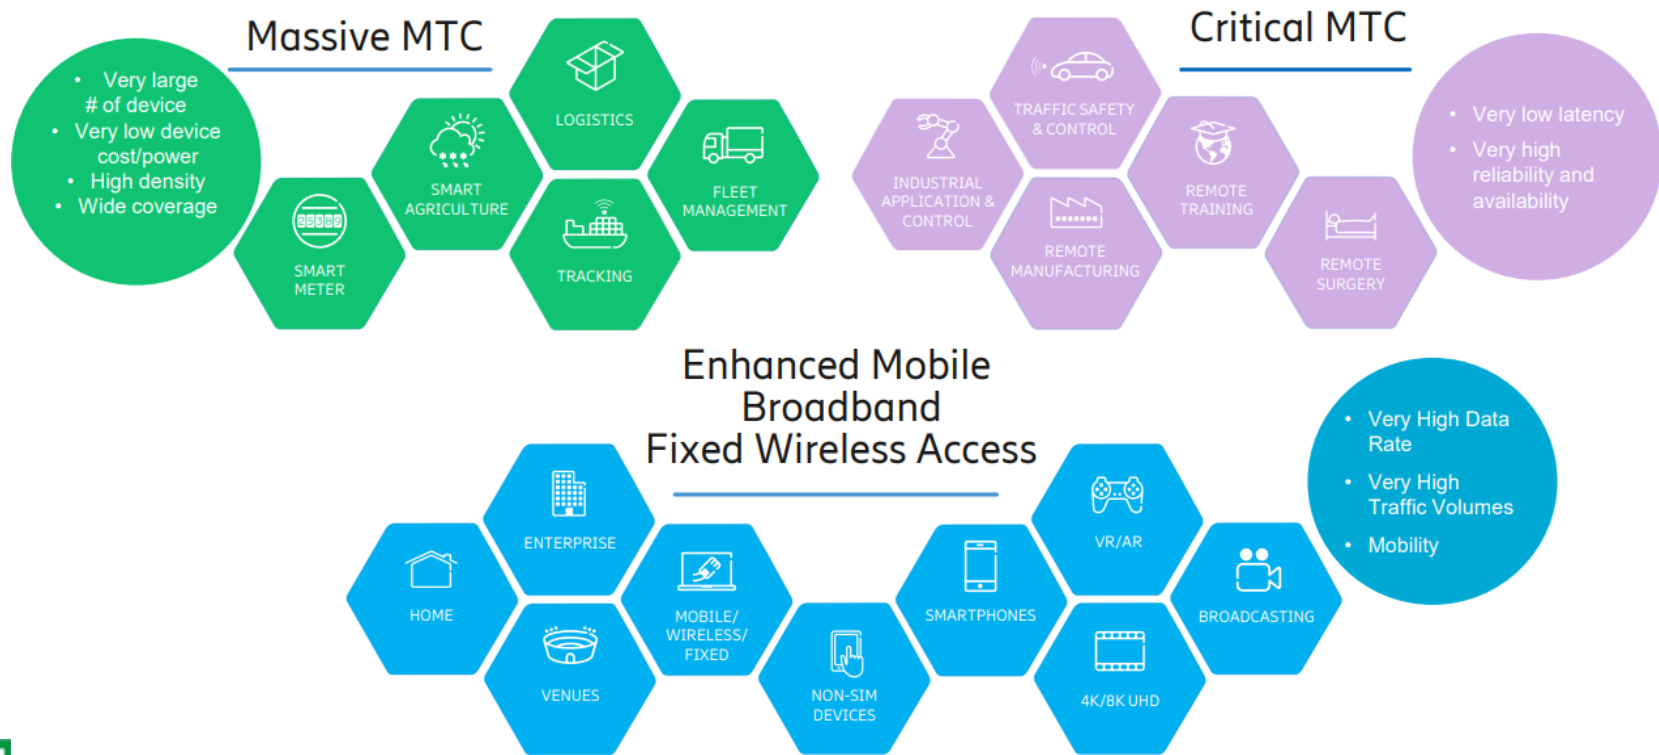 Massive MTC
• Very large
# of device
• Very low device
cost/power
• High density
• Wide coverage
LOGISTICS
SMART
AGRICULTURE
FLEET
MANAGEMENT
SMART
METER
25389
TRACKING
Critical MTC
TRAFFIC SAFETY
& CONTROL
INDUSTRIAL
APPLICATION &
CONTROL
REMOTE
TRAINING
REMOTE
MANUFACTURING
REMOTE
SURGERY
• Very low latency
• Very high
reliability and
availability
Enhanced Mobile
Broadband
Fixed Wireless Access
ENTERPRISE
HOME
MOBILE/
WIRELESS/
FIXED
VENUES
NON-SIM
DEVICES
SMARTPHONES
VR/AR
BROADCASTING
4K/8K UHD
• Very High Data
Rate
• Very High
Traffic Volumes
• Mobility